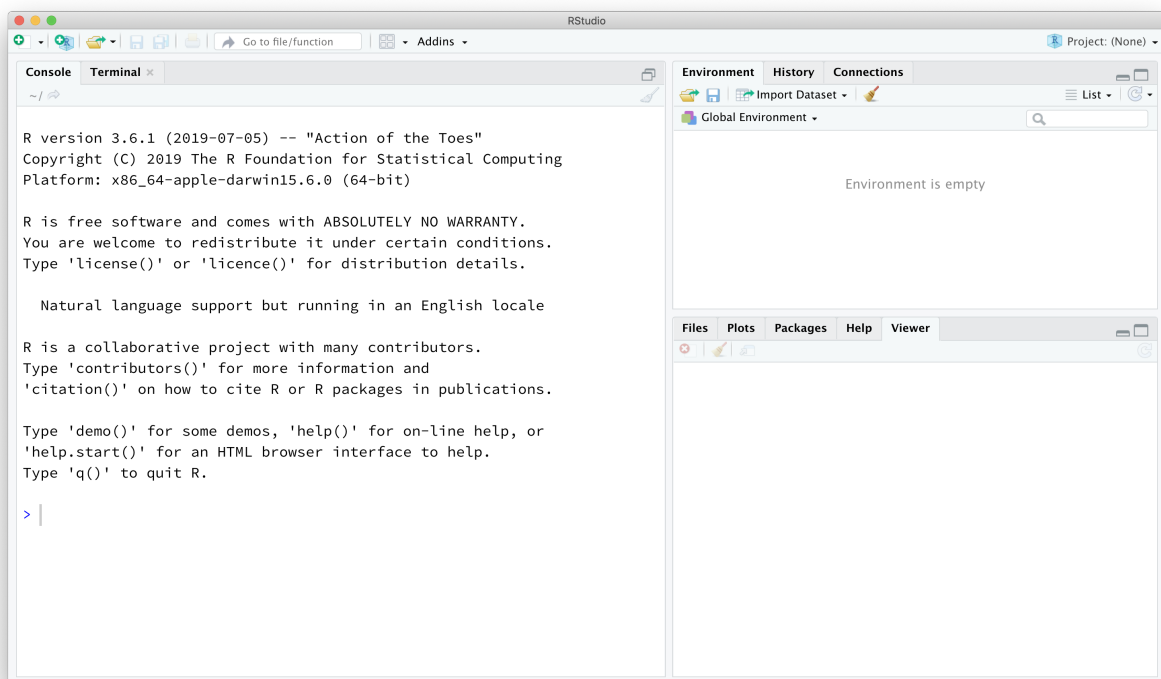 RStudio
Go to file/function
Addins
Project: (None)
Console Terminal
~/
R version 3.6.1 (2019-07-05) -- "Action of the Toes"
Copyright (C) 2019 The R Foundation for Statistical Computing
Platform: x86_64-apple-darwin15.6.0 (64-bit)
R is free software and comes with ABSOLUTELY NO WARRANTY.
You are welcome to redistribute it under certain conditions.
Type 'license()' or 'licence()' for distribution details.
Natural language support but running in an English locale
R is a collaborative project with many contributors.
Type 'contributors()' for more information and
'citation()' on how to cite R or R packages in publications.
Type 'demo()' for some demos, 'help()' for on-line help, or
'help.start()' for an HTML browser interface to help.
Type 'q()' to quit R.
>
Environment History Connections
Import Dataset
List
Global Environment
Environment is empty
Files Plots Packages Help Viewer